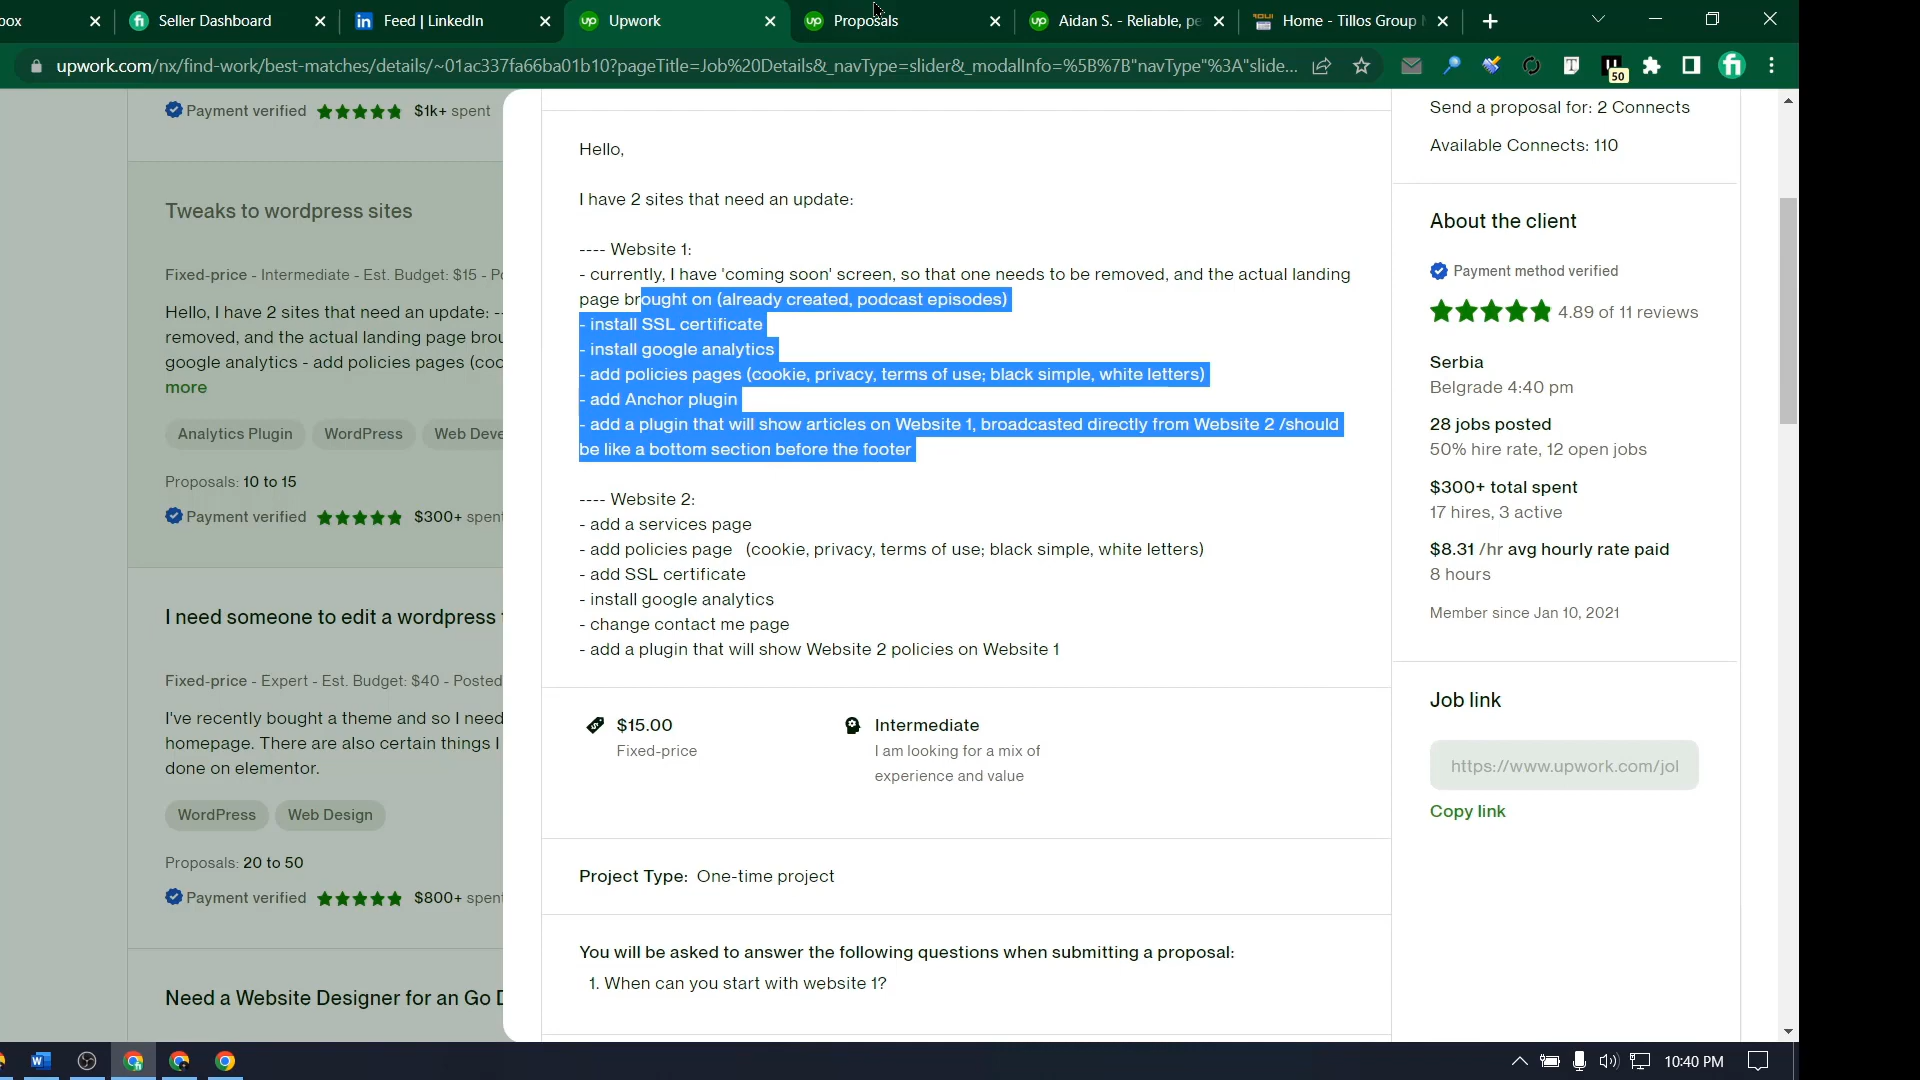 box
Seller Dashboard
Feed | LinkedIn
Upwork
Proposals
Aidan S. - Reliable, pe
Home - Tillos Group
upwork.com/nx/find-work/best-matches/details/~01ac337fa66ba01b10?pageTitle=Job%20Details&_navType=slider&_modalInfo=%5B%7B"navType"%3A"slide...
50
Payment verified $1k+ spent
Tweaks to wordpress sites
Fixed-price - Intermediate - Est. Budget: $15 - Po
Hello, I have 2 sites that need an update: --
removed, and the actual landing page brou
google analytics - add policies pages (coo
more
Analytics Plugin WordPress Web Deve
Proposals: 10 to 15
Payment verified $300+ spent
I need someone to edit a wordpress
Fixed-price - Expert - Est. Budget: $40 - Posted
I've recently bought a theme and so I need
homepage. There are also certain things I
done on elementor.
WordPress Web Design
Proposals: 20 to 50
Payment verified $800+ spent
Need a Website Designer for an Go D
Hello,
I have 2 sites that need an update:
---- Website 1:
- currently, I have 'coming soon' screen, so that one needs to be removed, and the actual landing
page brought on (already created, podcast episodes)
- install SSL certificate
- install google analytics
- add policies pages (cookie, privacy, terms of use; black simple, white letters)
- add Anchor plugin
- add a plugin that will show articles on Website 1, broadcasted directly from Website 2 /should
be like a bottom section before the footer
---- Website 2:
- add a services page
- add policies page (cookie, privacy, terms of use; black simple, white letters)
- add SSL certificate
- install google analytics
- change contact me page
- add a plugin that will show Website 2 policies on Website 1
$15.00
Fixed-price
Intermediate
I am looking for a mix of
experience and value
Project Type: One-time project
You will be asked to answer the following questions when submitting a proposal:
1. When can you start with website 1?
Send a proposal for: 2 Connects
Available Connects: 110
About the client
Payment method verified
4.89 of 11 reviews
Serbia
Belgrade 4:40 pm
28 jobs posted
50% hire rate, 12 open jobs
$300+ total spent
17 hires, 3 active
$8.31 /hr avg hourly rate paid
8 hours
Member since Jan 10, 2021
Job link
https://www.upwork.com/jol
Copy link
10:40 PM